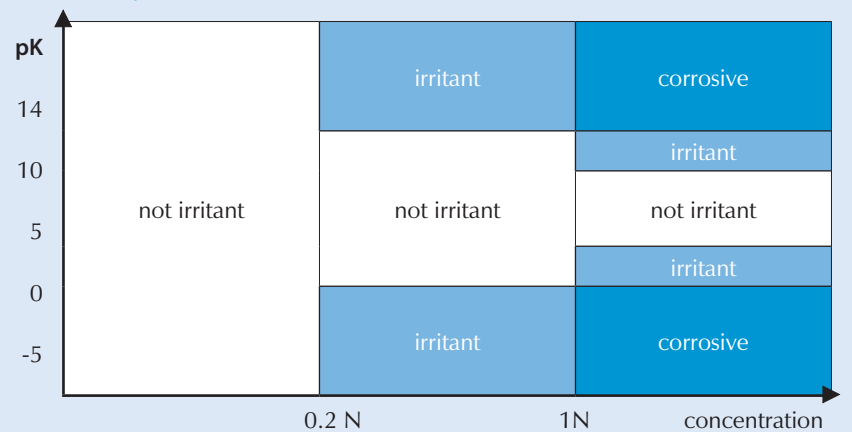 pK
irritant
corrosive
14
irritant
10
not irritant
not irritant
not irritant
5
irritant
0
irritant
corrosive
-5
0.2 N
1N
concentration